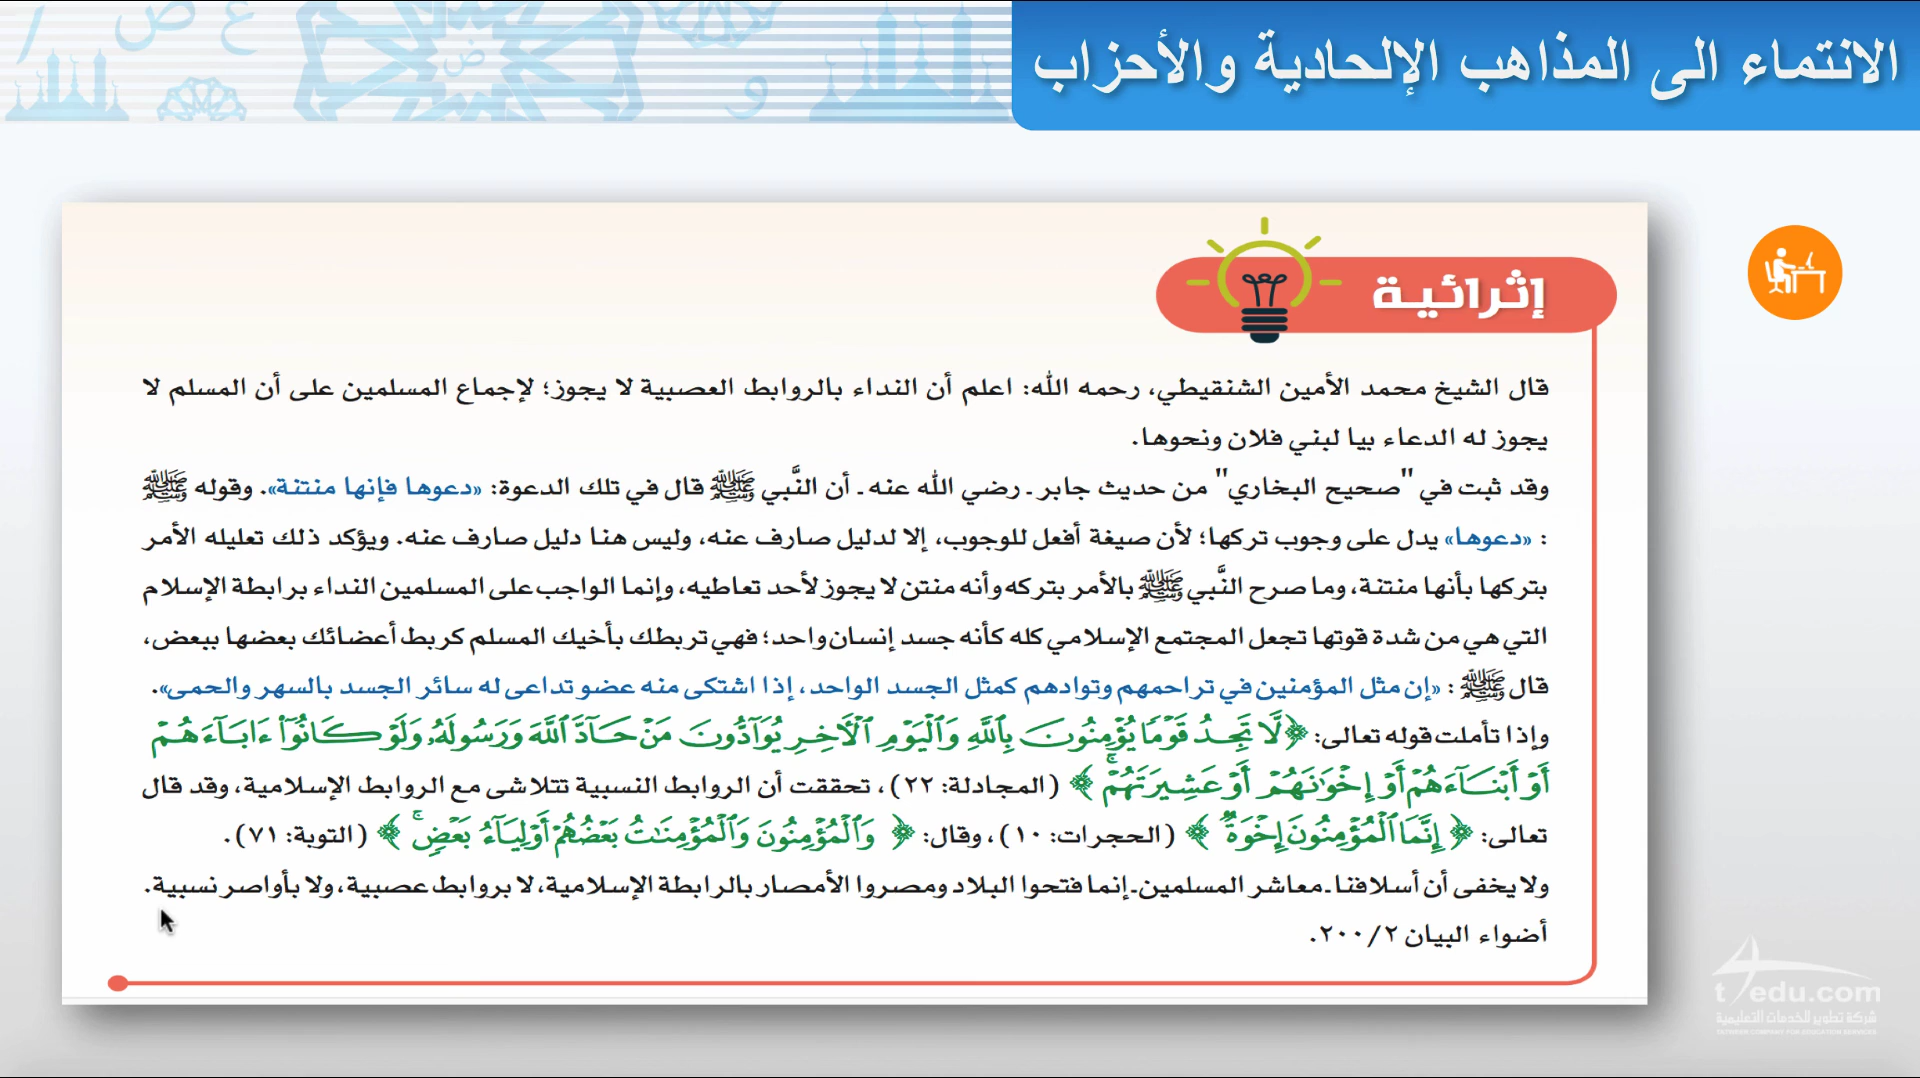 الانتماء الى المذاهب الإلحادية والأحزاب
إثرائية
قال الشيخ محمد الأمين الشنقيطي، رحمه الله: اعلم أن النداء بالروابط العصبية لا يجوز؛ لإجماع المسلمين على أن المسلم لا
يجوز له الدعاء بيا لبني فلان ونحوها.
وقد ثبت في "صحيح البخاري" من حديث جابر ـ رضي الله عنه ـ أن النَّبي ﷺ قال في تلك الدعوة: «دعوها فإنها منتنة». وقوله ﷺ
: «دعوها» يدل على وجوب تركها؛ لأن صيغة أفعل للوجوب، إلا لدليل صارف عنه، وليس هنا دليل صارف عنه. ويؤكد ذلك تعليله الأمر
بتركها بأنها منتنة، وما صرح النَّبي ﷺ بالأمر بتركه وأنه منتن لا يجوز لأحد تعاطيه، وإنما الواجب على المسلمين النداء برابطة الإسلام
التي هي من شدة قوتها تجعل المجتمع الإسلامي كله كأنه جسد إنسان واحد؛ فهي تربطك بأخيك المسلم كربط أعضائك بعضها ببعض،
قال ﷺ : «إن مثل المؤمنين في تراحمهم وتوادهم كمثل الجسد الواحد، إذا اشتكى منه عضو تداعى له سائر الجسد بالسهر والحمى».
وإذا تأملت قوله تعالى: ﴿لَّا تَجِدُ قَوْمًا يُؤْمِنُونَ بِٱللَّهِ وَٱلْيَوْمِ ٱلْآخِرِ يُوَآدُّونَ مَنْ حَآدَّ ٱللَّهَ وَرَسُولَهُۥ وَلَوْ كَانُوٓا۟ ءَابَآءَهُمْ
أَوْ أَبْنَآءَهُمْ أَوْ إِخْوَٰنَهُمْ أَوْ عَشِيرَتَهُمْ ۚ﴾ (المجادلة: ٢٢)، تحققت أن الروابط النسبية تتلاشى مع الروابط الإسلامية، وقد قال
تعالى: ﴿إِنَّمَا ٱلْمُؤْمِنُونَ إِخْوَةٌ﴾ (الحجرات: ١٠)، وقال: ﴿وَٱلْمُؤْمِنُونَ وَٱلْمُؤْمِنَٰتُ بَعْضُهُمْ أَوْلِيَآءُ بَعْضٍ ۚ﴾ (التوبة: ٧١).
ولا يخفى أن أسلافنا ـ معاشر المسلمين ـ إنما فتحوا البلاد ومصروا الأمصار بالرابطة الإسلامية، لا بروابط عصبية، ولا بأواصر نسبية.
أضواء البيان ٢/ ٢٠٠.
t4edu.com
شركة تطوير للخدمات التعليمية
TATWEER COMPANY FOR EDUCATION SERVICES